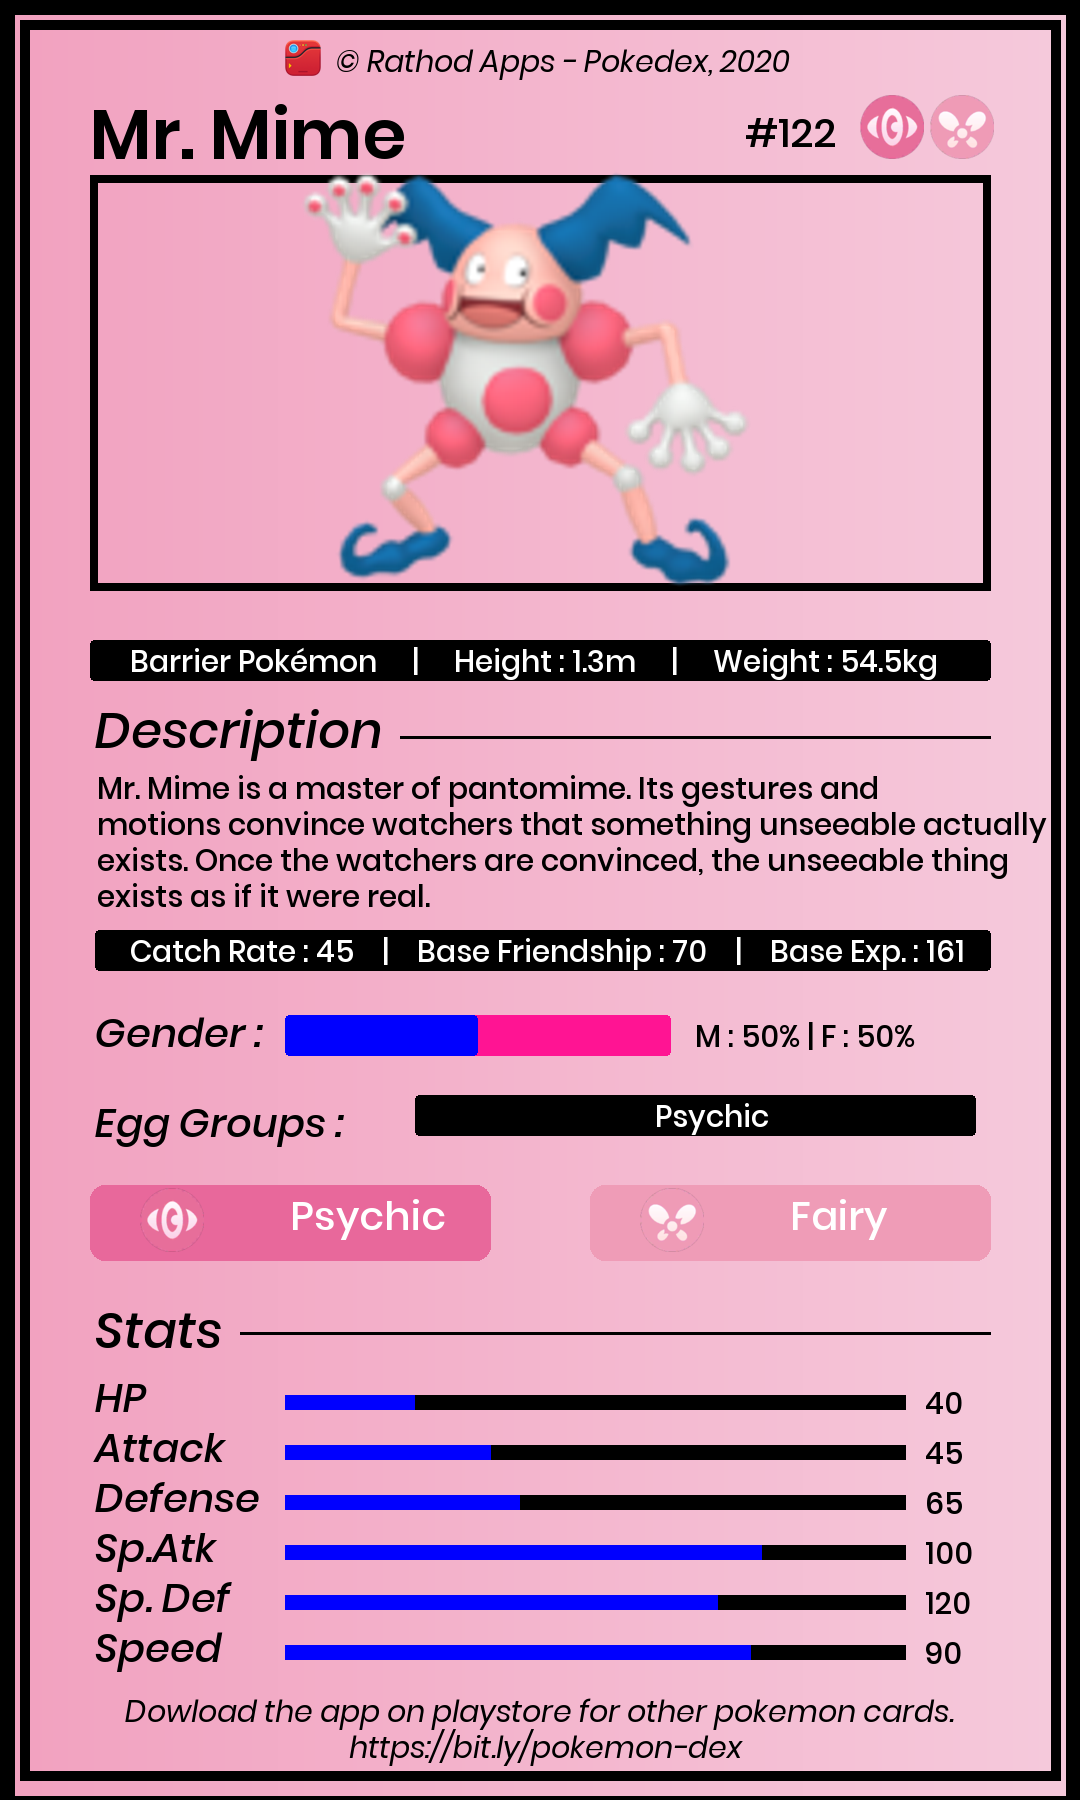 © Rathod Apps - Pokedex, 2020
Mr. Mime
#122
Barrier Pokémon | Height : 1.3m | Weight : 54.5kg
Description
Mr. Mime is a master of pantomime. Its gestures and
motions convince watchers that something unseeable actually
exists. Once the watchers are convinced, the unseeable thing
exists as if it were real.
Catch Rate : 45 | Base Friendship : 70 | Base Exp. : 161
Gender : M : 50% | F : 50%
Egg Groups : Psychic
Psychic Fairy
Stats
HP 40
Attack 45
Defense 65
Sp.Atk 100
Sp. Def 120
Speed 90
Dowload the app on playstore for other pokemon cards.
https://bit.ly/pokemon-dex